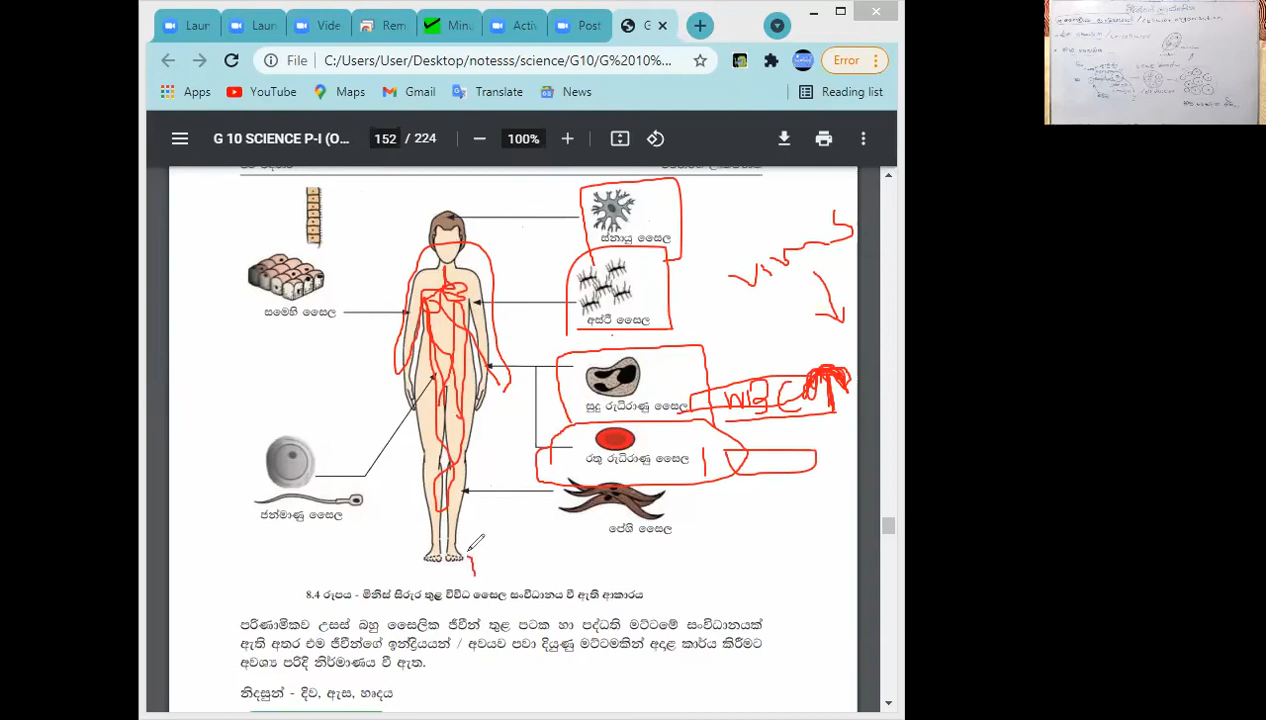 Laun
Laun
Vide
Rem
Minu
Activ
Post
G
File
C:/Users/User/Desktop/notesss/science/G10/G%2010%...
Error
Apps
YouTube
Maps
Gmail
Translate
News
Reading list
G 10 SCIENCE P-I (O...
152 / 224
100%
ස්නායු සෛල
අස්ථි සෛල
සමෙහි සෛල
virus
සුදු රුධිරාණු සෛල
WBC
රතු රුධිරාණු සෛල
ජන්මාණු සෛල
පේශි සෛල
8.4 රූපය - මිනිස් සිරුර තුළ විවිධ සෛල සංවිධානය වී ඇති ආකාරය
පරිණාමිකව උසස් බහු සෛලික ජීවීන් තුළ පටක හා පද්ධති මට්ටමේ සංවිධානයක්
ඇති අතර එම ජීවීන්ගේ ඉන්ද්‍රියයන් / අවයව පවා දියුණු මට්ටමකින් අදාළ කාර්ය කිරීමට
අවශ්‍ය පරිදි නිර්මාණය වී ඇත.
නිදසුන් - දිව, ඇස, හෘදය